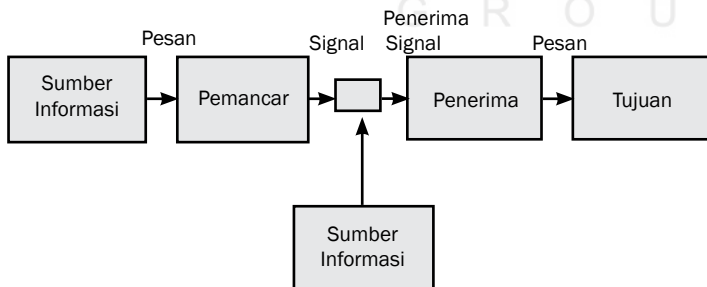 G R O U
Penerima
Pesan
Signal
Signal
Pesan
Sumber
Informasi
Pemancar
Penerima
Tujuan
Sumber
Informasi